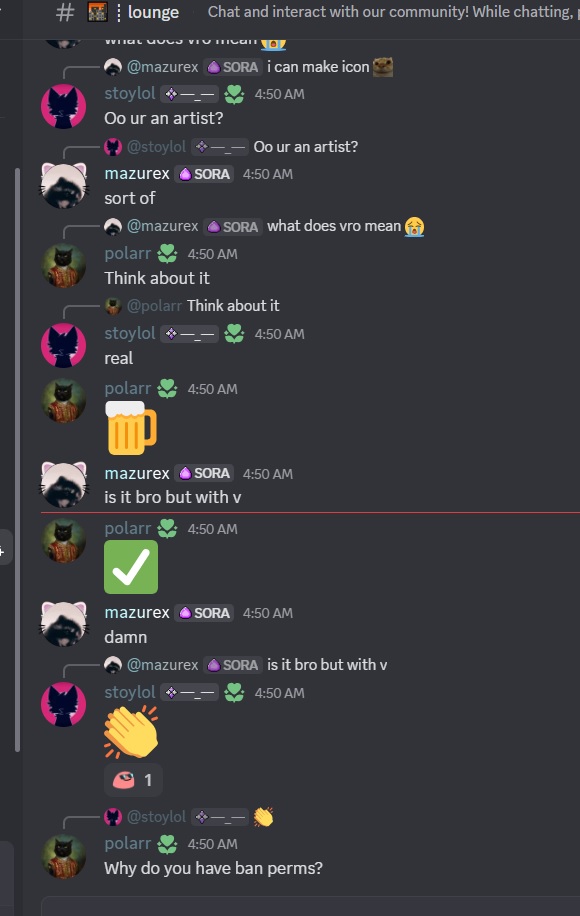 # lounge Chat and interact with our community! While chatting,
what does vro mean 😭
@mazurex SORA i can make icon
stoylol —_— 4:50 AM
Oo ur an artist?
@stoylol —_— Oo ur an artist?
mazurex SORA 4:50 AM
sort of
@mazurex SORA what does vro mean 😭
polarr 4:50 AM
Think about it
@polarr Think about it
stoylol —_— 4:50 AM
real
polarr 4:50 AM
🍺
mazurex SORA 4:50 AM
is it bro but with v
polarr 4:50 AM
✅
mazurex SORA 4:50 AM
damn
@mazurex SORA is it bro but with v
stoylol —_— 4:50 AM
👏
1
@stoylol —_— 👏
polarr 4:50 AM
Why do you have ban perms?